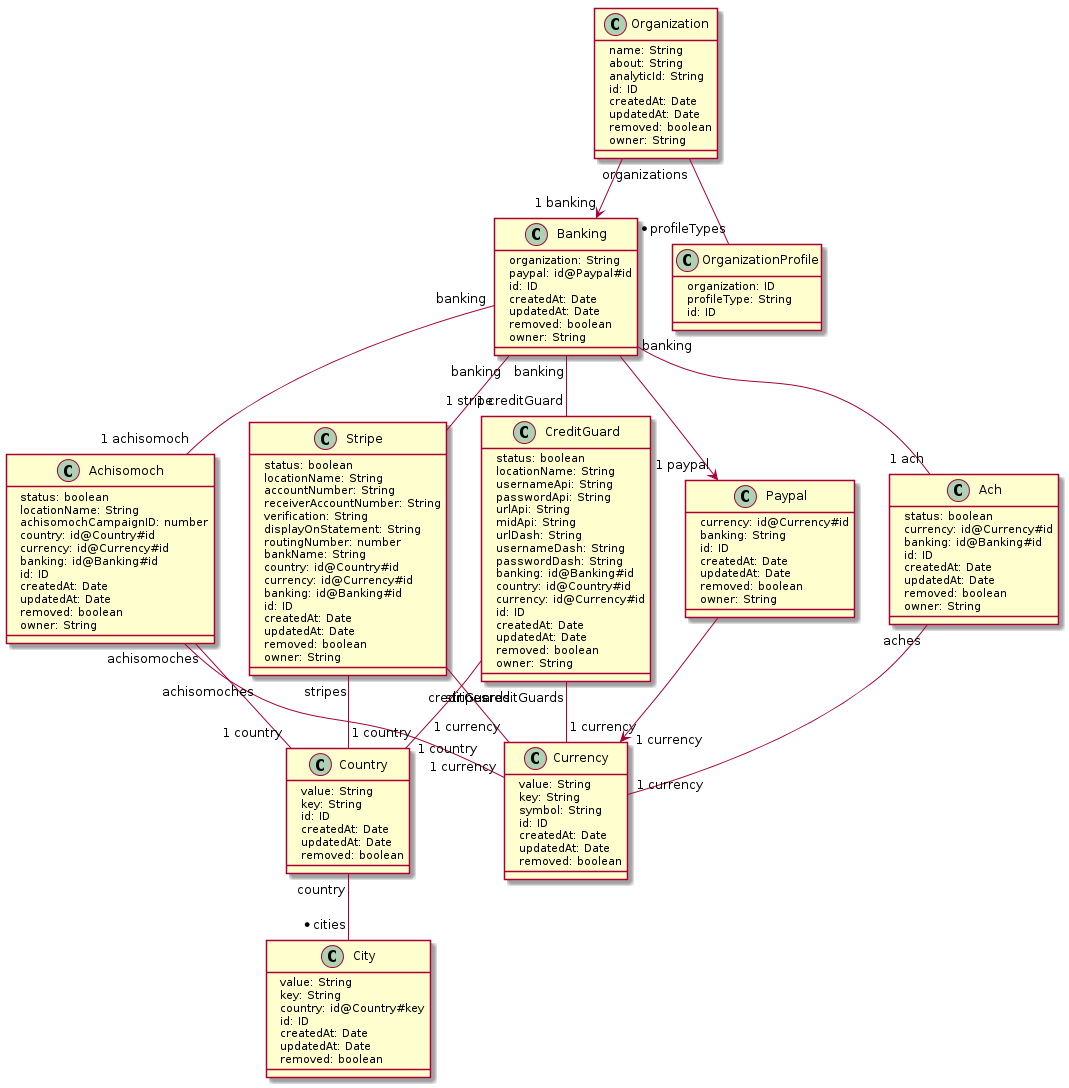 C Organization
name: String
about: String
analyticId: String
id: ID
createdAt: Date
updatedAt: Date
removed: boolean
owner: String
organizations
1 banking
* profileTypes
C Banking
organization: String
paypal: id@Paypal#id
id: ID
createdAt: Date
updatedAt: Date
removed: boolean
owner: String
C OrganizationProfile
organization: ID
profileType: String
id: ID
banking
banking
banking
banking
1 achisomoch
1 stripe
1 creditGuard
1 paypal
1 ach
C Achisomoch
status: boolean
locationName: String
achisomochCampaignID: number
country: id@Country#id
currency: id@Currency#id
banking: id@Banking#id
id: ID
createdAt: Date
updatedAt: Date
removed: boolean
owner: String
C Stripe
status: boolean
locationName: String
accountNumber: String
receiverAccountNumber: String
verification: String
displayOnStatement: String
routingNumber: number
bankName: String
country: id@Country#id
currency: id@Currency#id
banking: id@Banking#id
id: ID
createdAt: Date
updatedAt: Date
removed: boolean
owner: String
C CreditGuard
status: boolean
locationName: String
usernameApi: String
passwordApi: String
urlApi: String
midApi: String
urlDash: String
usernameDash: String
passwordDash: String
banking: id@Banking#id
country: id@Country#id
currency: id@Currency#id
id: ID
createdAt: Date
updatedAt: Date
removed: boolean
owner: String
C Paypal
currency: id@Currency#id
banking: String
id: ID
createdAt: Date
updatedAt: Date
removed: boolean
owner: String
C Ach
status: boolean
currency: id@Currency#id
banking: id@Banking#id
id: ID
createdAt: Date
updatedAt: Date
removed: boolean
owner: String
achisomoches
achisomoches
stripes
creditGuards
stripes
creditGuards
aches
1 country
1 country
1 country
1 currency
1 currency
1 currency
1 currency
1 currency
C Country
value: String
key: String
id: ID
createdAt: Date
updatedAt: Date
removed: boolean
C Currency
value: String
key: String
symbol: String
id: ID
createdAt: Date
updatedAt: Date
removed: boolean
country
* cities
C City
value: String
key: String
country: id@Country#key
id: ID
createdAt: Date
updatedAt: Date
removed: boolean